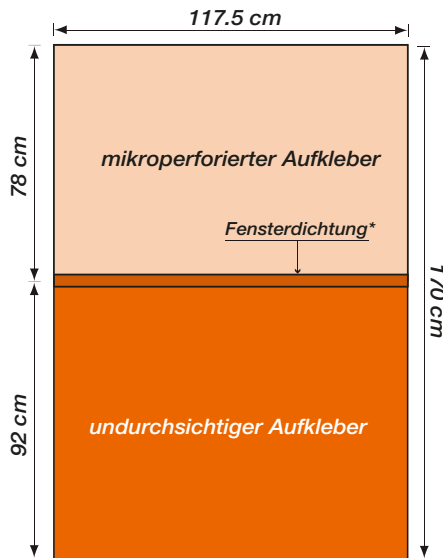 117.5 cm
78 cm
mikroperforierter Aufkleber
Fensterdichtung*
170 cm
92 cm
undurchsichtiger Aufkleber